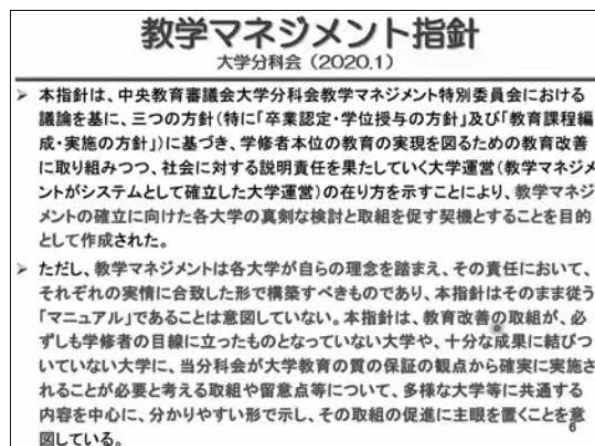 教学マネジメント指針
大学分科会（2020.1）
➢ 本指針は、中央教育審議会大学分科会教学マネジメント特別委員会における
議論を基に、三つの方針（特に「卒業認定・学位授与の方針」及び「教育課程編
成・実施の方針」）に基づき、学修者本位の教育の実現を図るための教育改善
に取り組みつつ、社会に対する説明責任を果たしていく大学運営（教学マネジメ
ントがシステムとして確立した大学運営）の在り方を示すことにより、教学マネジ
メントの確立に向けた各大学の真剣な検討と取組を促す契機とすることを目的
として作成された。
➢ ただし、教学マネジメントは各大学が自らの理念を踏まえ、その責任において、
それぞれの実情に合致した形で構築すべきものであり、本指針はそのまま従う
「マニュアル」であることは意図していない。本指針は、教育改善の取組が、必
ずしも学修者の目線に立ったものとなっていない大学や、十分な成果に結びつ
いていない大学に、当分科会が大学教育の質の保証の観点から確実に実施さ
れることが必要と考える取組や留意点等について、多様な大学等に共通する
内容を中心に、分かりやすい形で示し、その取組の促進に主眼を置くことを意
図している。
6